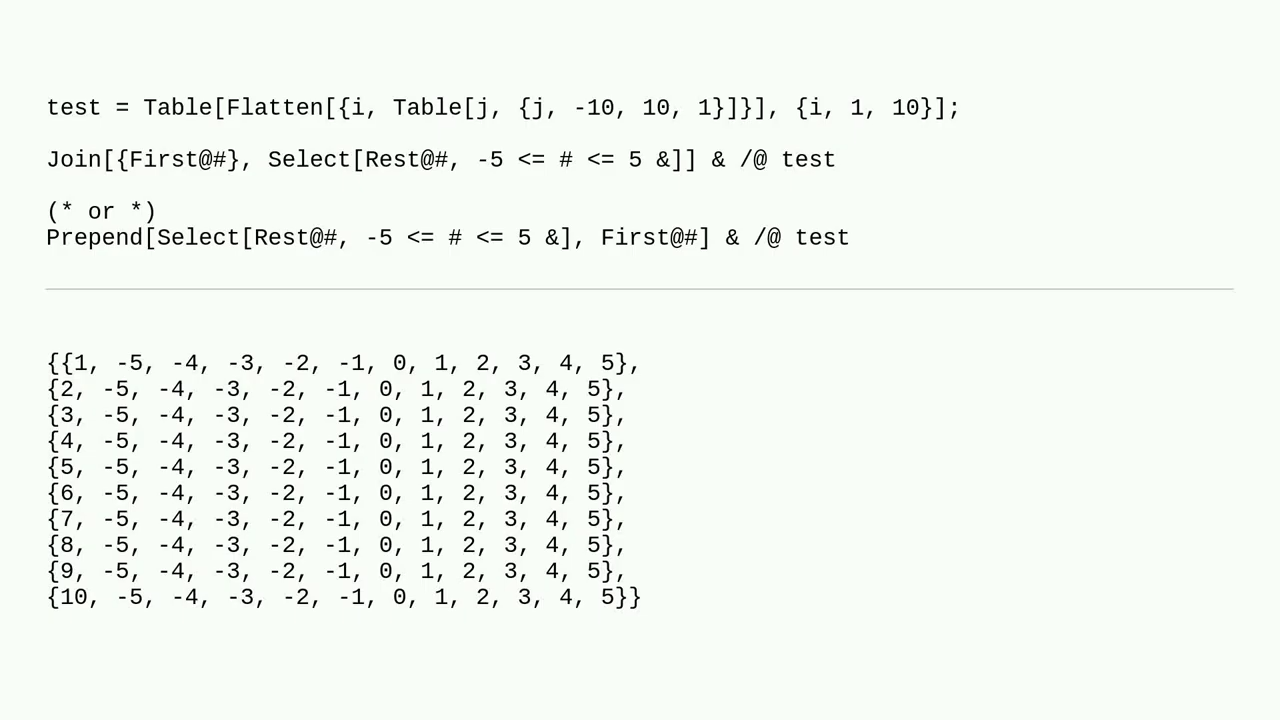 test = Table[Flatten[{i, Table[j, {j, -10, 10, 1}]}], {i, 1, 10}];
Join[{First@#}, Select[Rest@#, -5 <= # <= 5 &]] & /@ test
(* or *)
Prepend[Select[Rest@#, -5 <= # <= 5 &], First@#] & /@ test
{{1, -5, -4, -3, -2, -1, 0, 1, 2, 3, 4, 5},
{2, -5, -4, -3, -2, -1, 0, 1, 2, 3, 4, 5},
{3, -5, -4, -3, -2, -1, 0, 1, 2, 3, 4, 5},
{4, -5, -4, -3, -2, -1, 0, 1, 2, 3, 4, 5},
{5, -5, -4, -3, -2, -1, 0, 1, 2, 3, 4, 5},
{6, -5, -4, -3, -2, -1, 0, 1, 2, 3, 4, 5},
{7, -5, -4, -3, -2, -1, 0, 1, 2, 3, 4, 5},
{8, -5, -4, -3, -2, -1, 0, 1, 2, 3, 4, 5},
{9, -5, -4, -3, -2, -1, 0, 1, 2, 3, 4, 5},
{10, -5, -4, -3, -2, -1, 0, 1, 2, 3, 4, 5}}